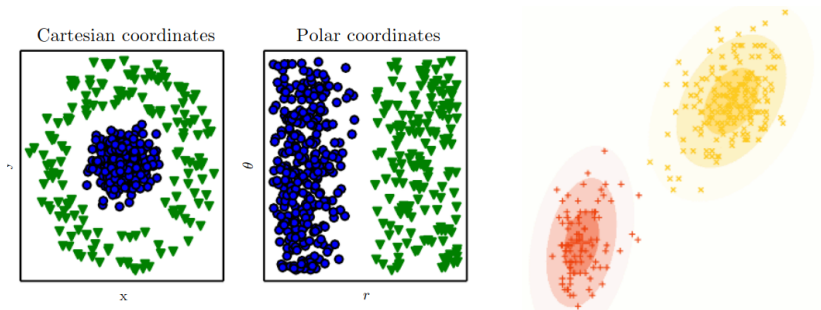 Cartesian coordinates
Polar coordinates
y
θ
x
r